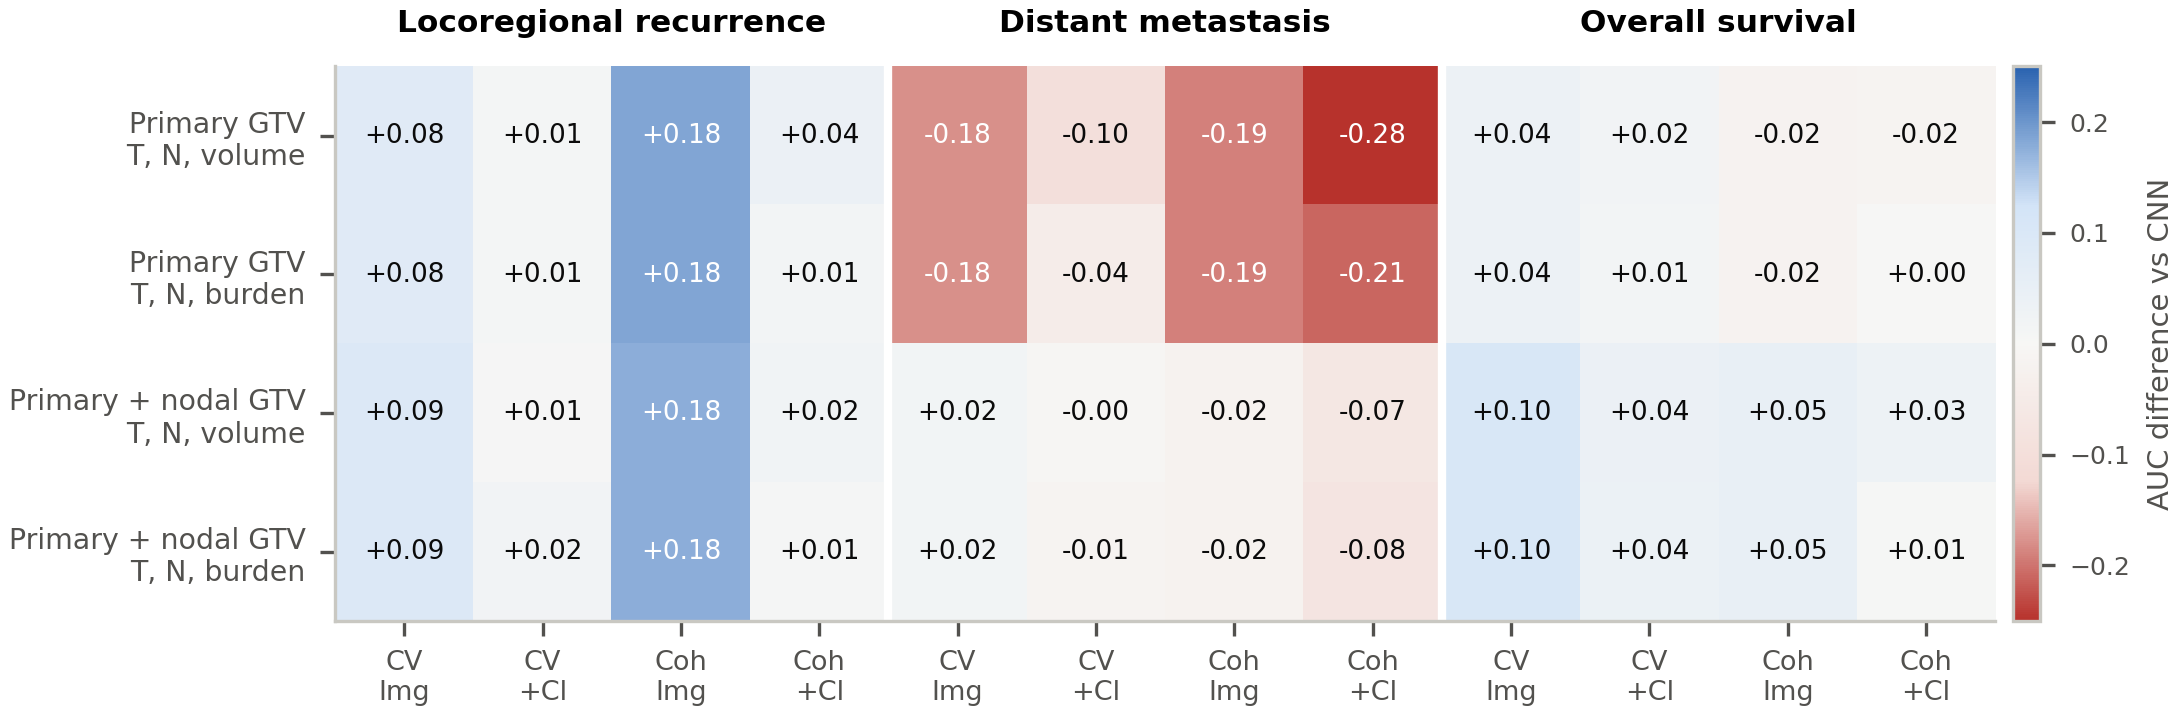 Locoregional recurrence
Distant metastasis
Overall survival
Primary GTV
T, N, volume
+0.08 +0.01 +0.18 +0.04 -0.18 -0.10 -0.19 -0.28 +0.04 +0.02 -0.02 -0.02
Primary GTV
T, N, burden
+0.08 +0.01 +0.18 +0.01 -0.18 -0.04 -0.19 -0.21 +0.04 +0.01 -0.02 +0.00
Primary + nodal GTV
T, N, volume
+0.09 +0.01 +0.18 +0.02 +0.02 -0.00 -0.02 -0.07 +0.10 +0.04 +0.05 +0.03
Primary + nodal GTV
T, N, burden
+0.09 +0.02 +0.18 +0.01 +0.02 -0.01 -0.02 -0.08 +0.10 +0.04 +0.05 +0.01
CV
Img
CV
+Cl
Coh
Img
Coh
+Cl
CV
Img
CV
+Cl
Coh
Img
Coh
+Cl
CV
Img
CV
+Cl
Coh
Img
Coh
+Cl
0.2
0.1
0.0
−0.1
−0.2
AUC difference vs CNN